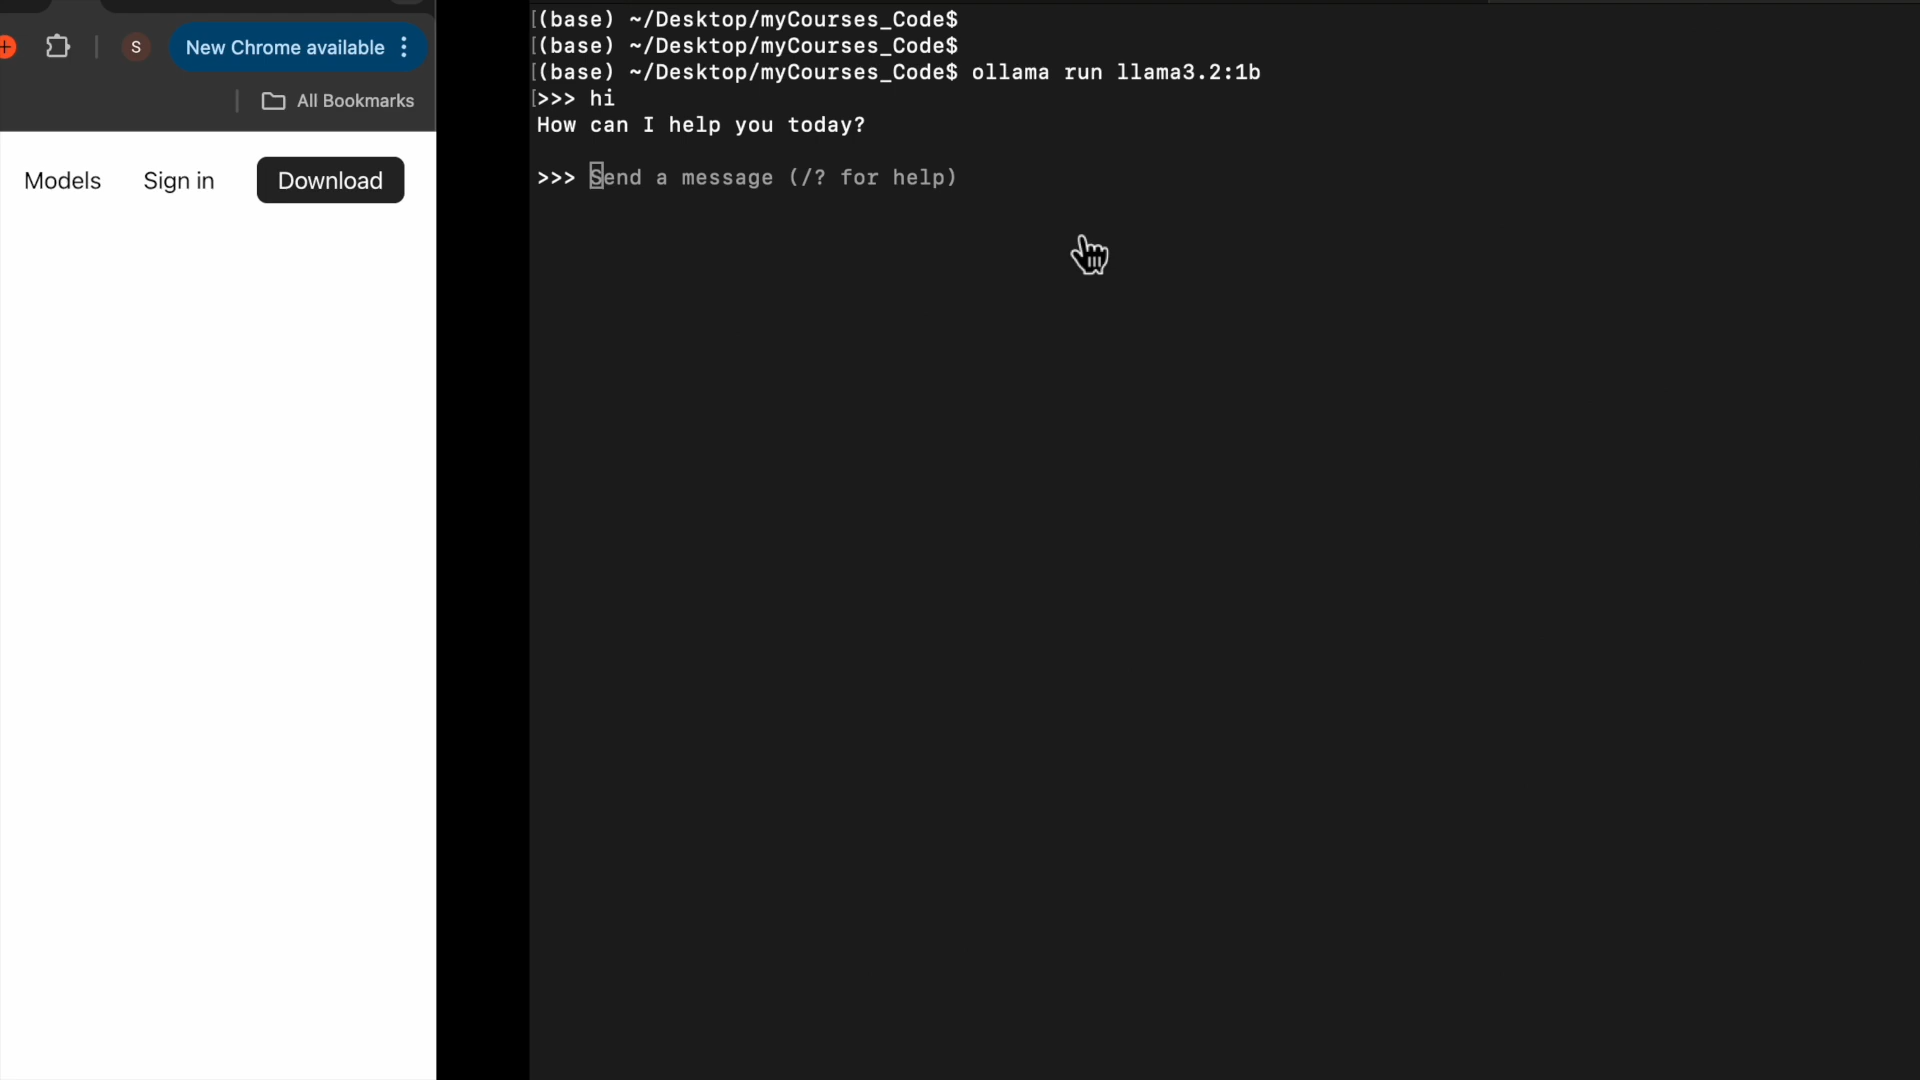 S
New Chrome available
All Bookmarks
Models
Sign in
Download
[(base) ~/Desktop/myCourses_Code$
[(base) ~/Desktop/myCourses_Code$
[(base) ~/Desktop/myCourses_Code$ ollama run llama3.2:1b
[>>> hi
How can I help you today?
>>> Send a message (/? for help)